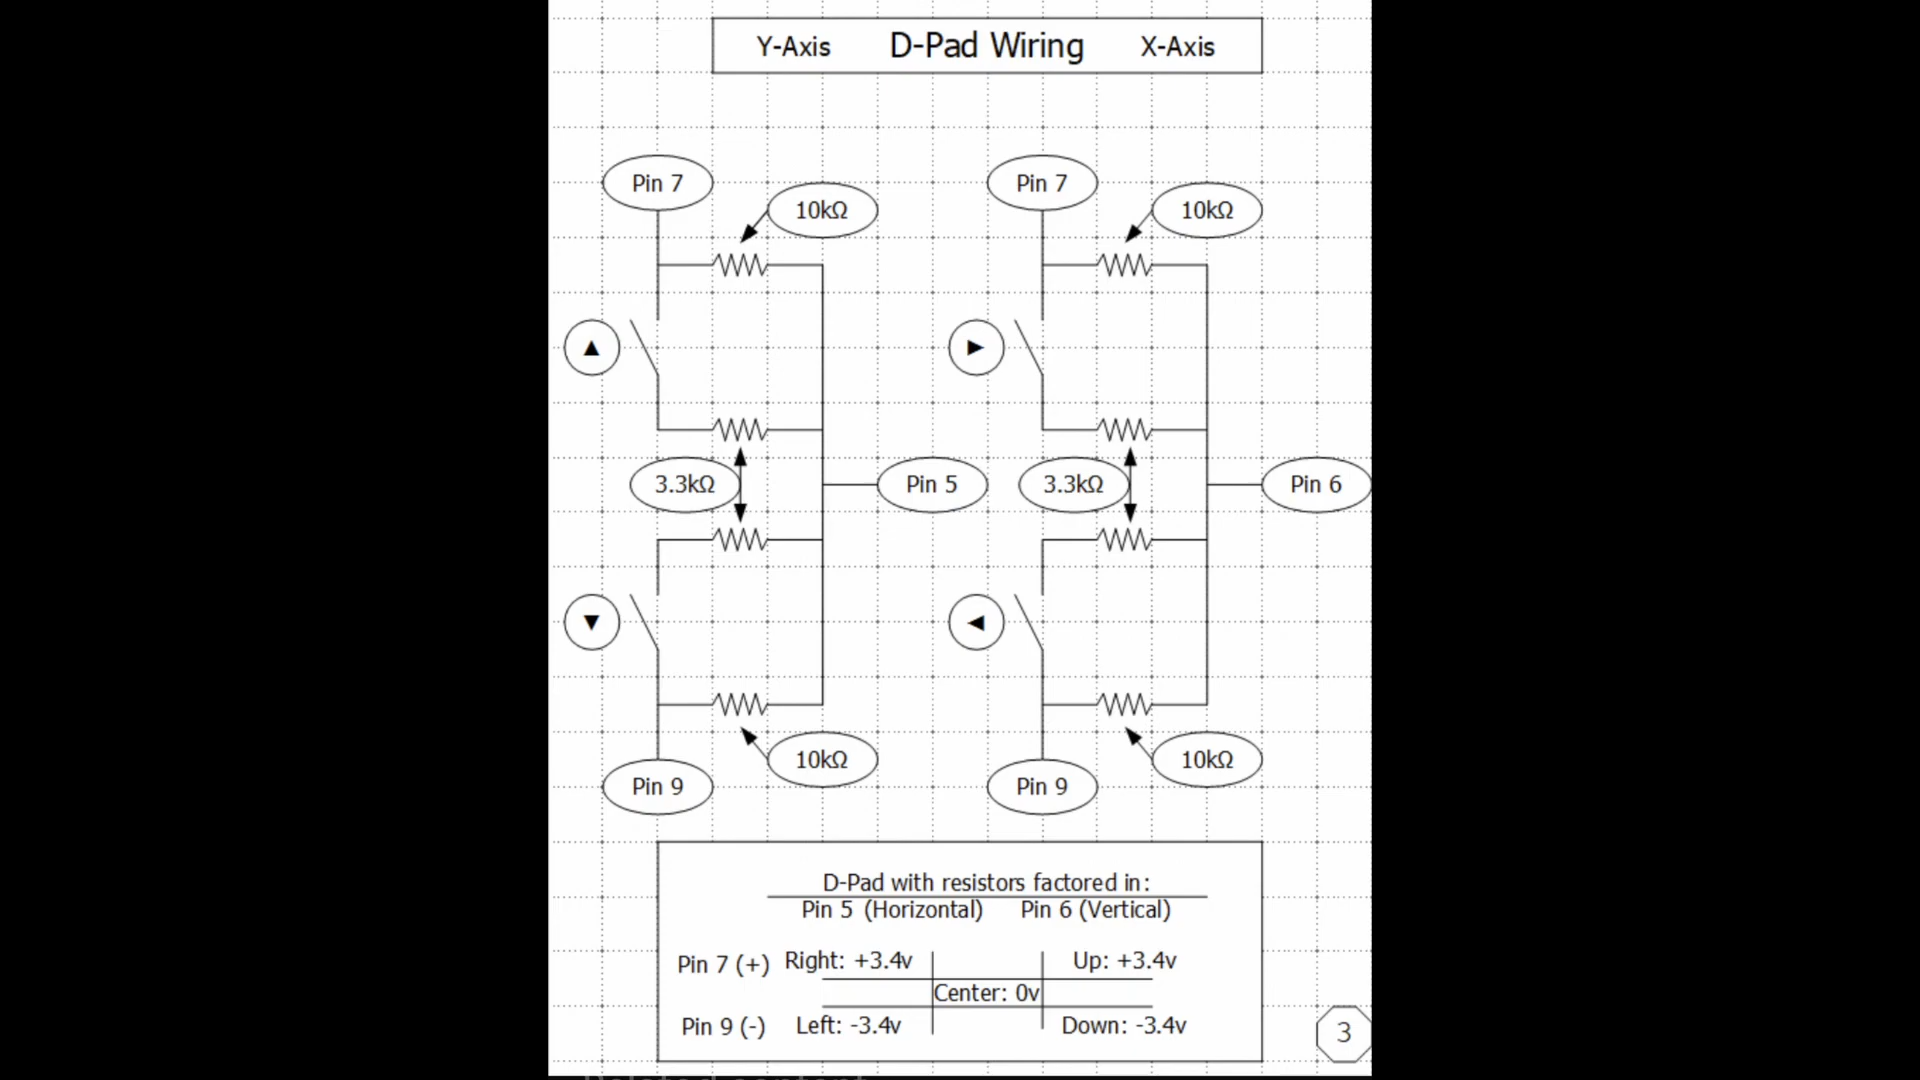 Y-Axis D-Pad Wiring X-Axis
Pin 7 Pin 7
10kΩ 10kΩ
▲ ►
3.3kΩ Pin 5 3.3kΩ Pin 6
▼ ◄
10kΩ 10kΩ
Pin 9 Pin 9
D-Pad with resistors factored in:
Pin 5 (Horizontal) Pin 6 (Vertical)
Pin 7 (+) Right: +3.4v Up: +3.4v
Center: 0v
Pin 9 (-) Left: -3.4v Down: -3.4v
3